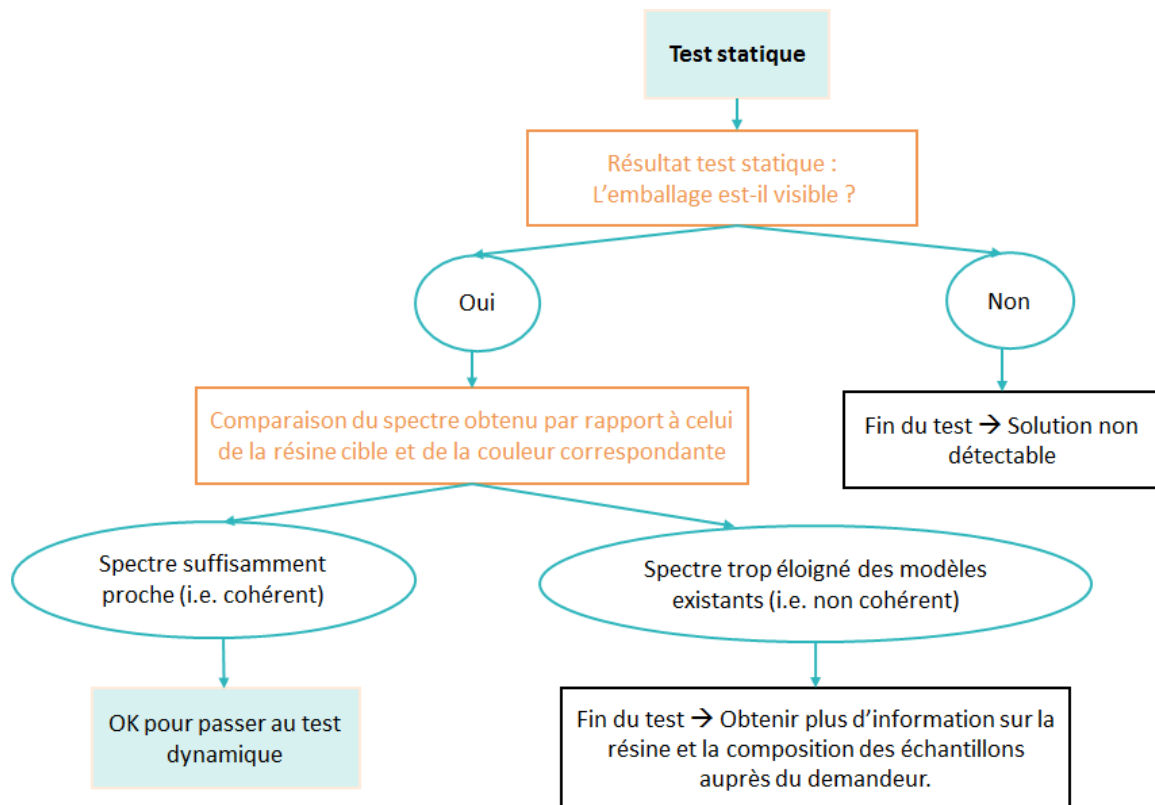 Test statique
Résultat test statique :
L'emballage est-il visible ?
Oui
Non
Comparaison du spectre obtenu par rapport à celui
de la résine cible et de la couleur correspondante
Fin du test → Solution non
détectable
Spectre suffisamment
proche (i.e. cohérent)
Spectre trop éloigné des modèles
existants (i.e. non cohérent)
OK pour passer au test
dynamique
Fin du test → Obtenir plus d'information sur la
résine et la composition des échantillons
auprès du demandeur.